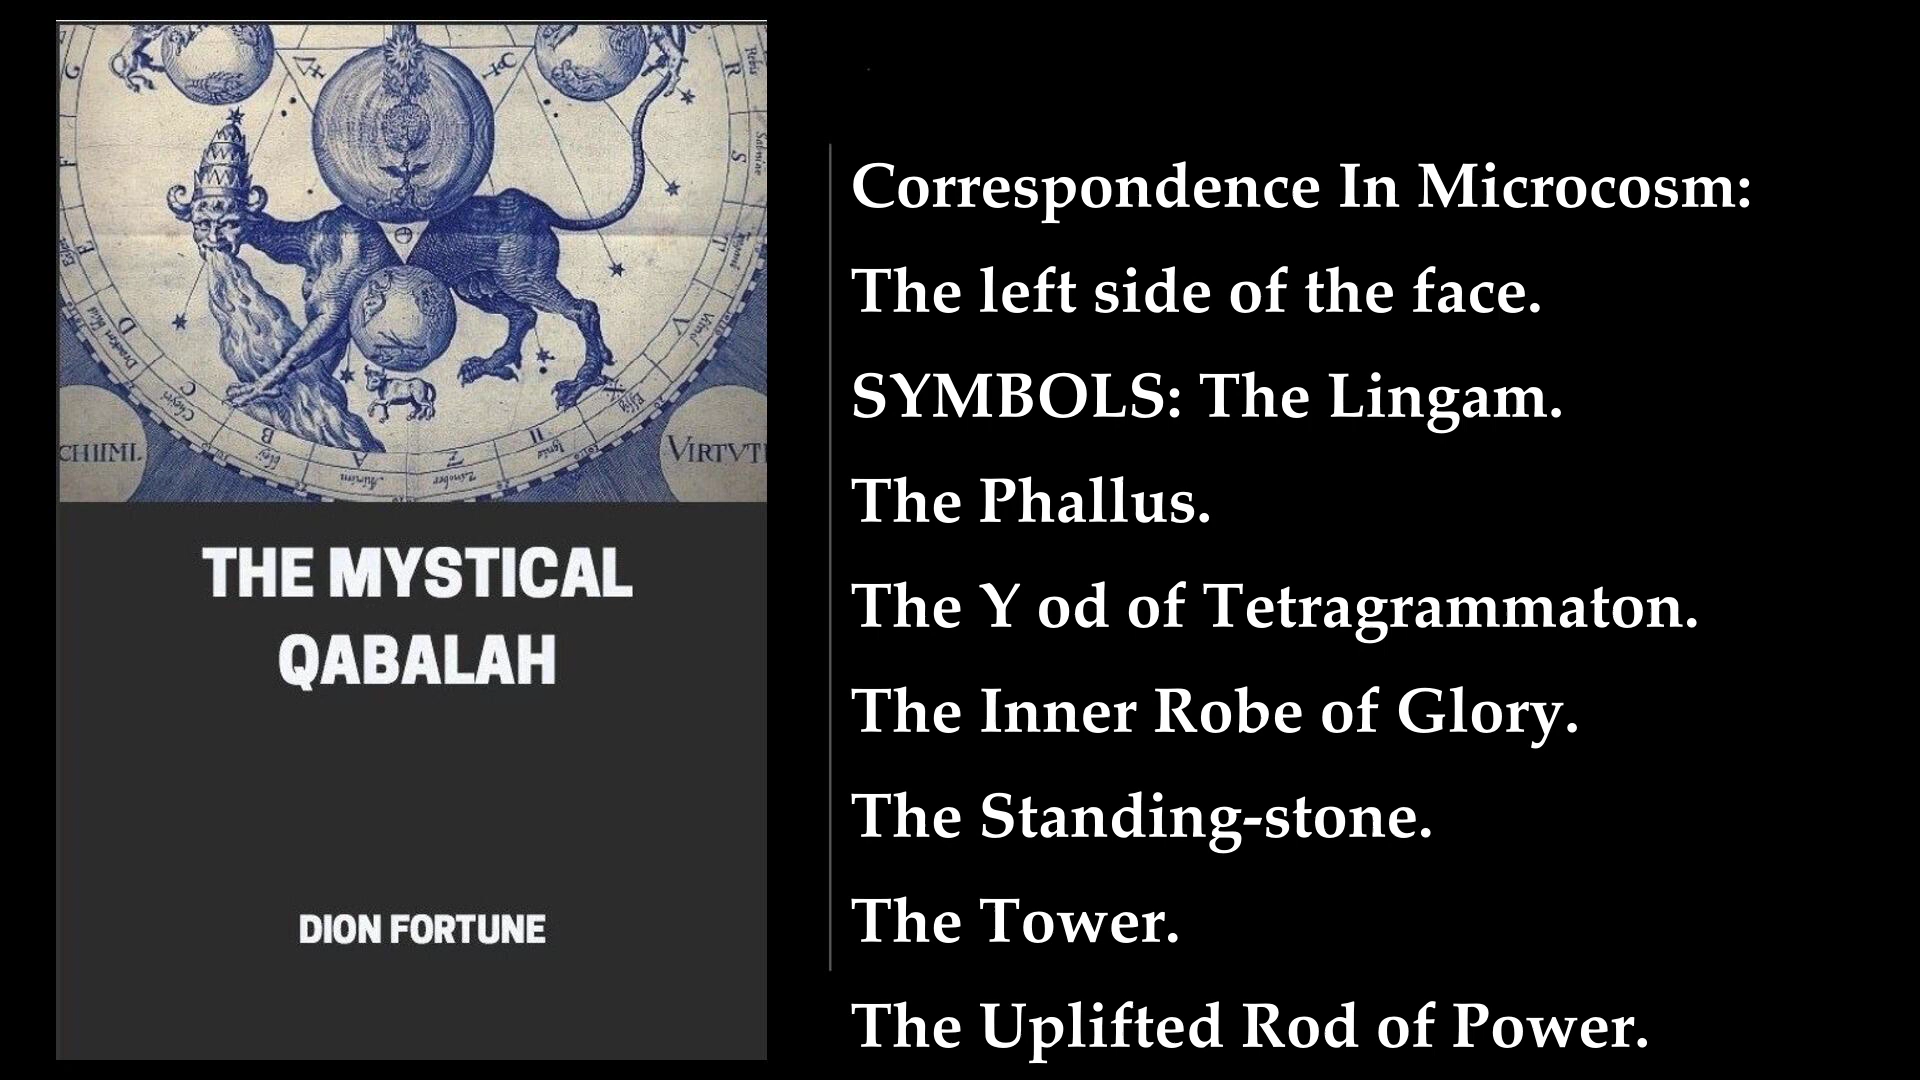 CHIIMI.
VIRTVTI
THE MYSTICAL
QABALAH
DION FORTUNE
Correspondence In Microcosm:
The left side of the face.
SYMBOLS: The Lingam.
The Phallus.
The Y od of Tetragrammaton.
The Inner Robe of Glory.
The Standing-stone.
The Tower.
The Uplifted Rod of Power.